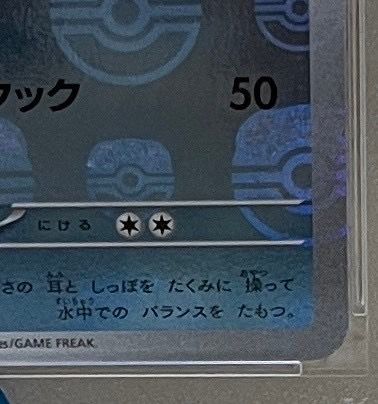 ック 50
にげる
さの 耳と しっぽを たくみに 操って
水中での バランスを たもつ。
es/GAME FREAK